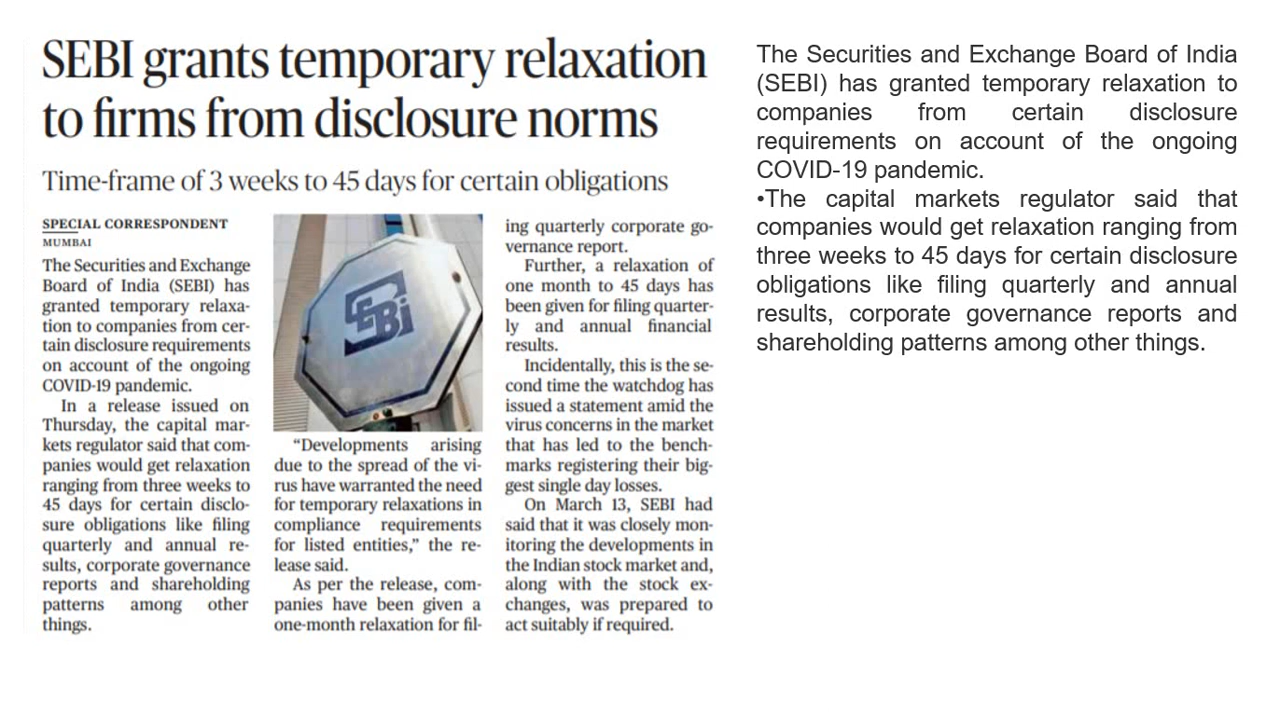 SEBI grants temporary relaxation
to firms from disclosure norms
Time-frame of 3 weeks to 45 days for certain obligations
SPECIAL CORRESPONDENT
MUMBAI
The Securities and Exchange
Board of India (SEBI) has
granted temporary relaxa-
tion to companies from cer-
tain disclosure requirements
on account of the ongoing
COVID-19 pandemic.
In a release issued on
Thursday, the capital mar-
kets regulator said that com-
panies would get relaxation
ranging from three weeks to
45 days for certain disclo-
sure obligations like filing
quarterly and annual re-
sults, corporate governance
reports and shareholding
patterns among other
things.
SEBI
"Developments arising
due to the spread of the vi-
rus have warranted the need
for temporary relaxations in
compliance requirements
for listed entities," the re-
lease said.
As per the release, com-
panies have been given a
one-month relaxation for fil-
ing quarterly corporate go-
vernance report.
Further, a relaxation of
one month to 45 days has
been given for filing quarter-
ly and annual financial
results.
Incidentally, this is the se-
cond time the watchdog has
issued a statement amid the
virus concerns in the market
that has led to the bench-
marks registering their big-
gest single day losses.
On March 13, SEBI had
said that it was closely mon-
itoring the developments in
the Indian stock market and,
along with the stock ex-
changes, was prepared to
act suitably if required.
The Securities and Exchange Board of India
(SEBI) has granted temporary relaxation to
companies from certain disclosure
requirements on account of the ongoing
COVID-19 pandemic.
•The capital markets regulator said that
companies would get relaxation ranging from
three weeks to 45 days for certain disclosure
obligations like filing quarterly and annual
results, corporate governance reports and
shareholding patterns among other things.